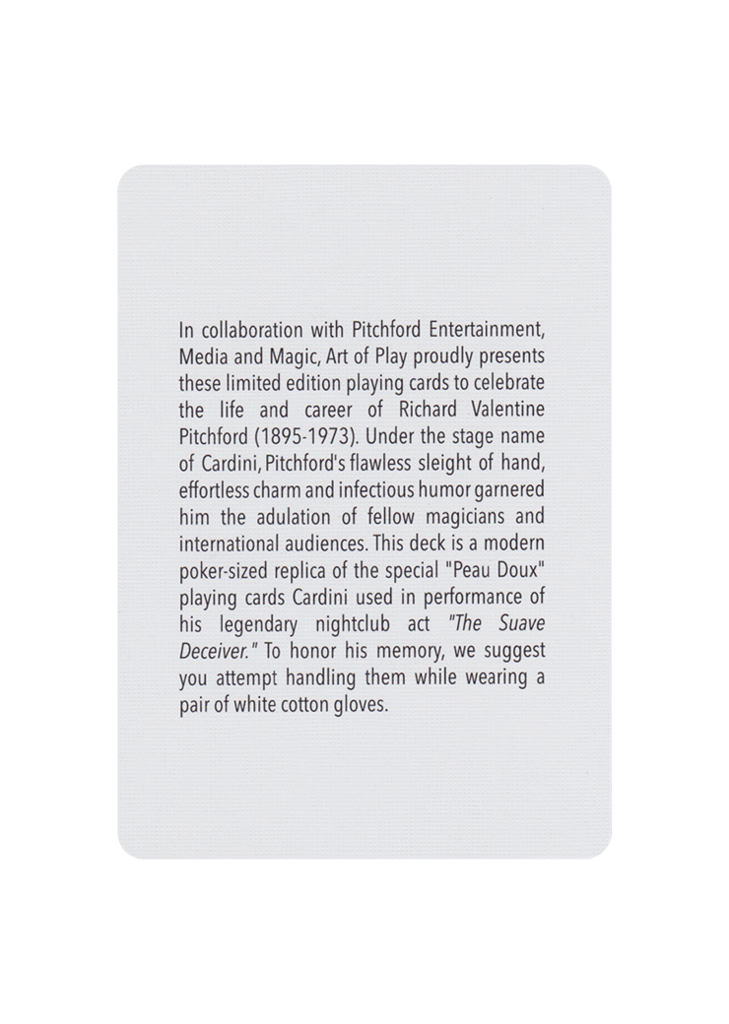 In collaboration with Pitchford Entertainment,
Media and Magic, Art of Play proudly presents
these limited edition playing cards to celebrate
the life and career of Richard Valentine
Pitchford (1895-1973). Under the stage name
of Cardini, Pitchford's flawless sleight of hand,
effortless charm and infectious humor garnered
him the adulation of fellow magicians and
international audiences. This deck is a modern
poker-sized replica of the special "Peau Doux"
playing cards Cardini used in performance of
his legendary nightclub act "The Suave
Deceiver." To honor his memory, we suggest
you attempt handling them while wearing a
pair of white cotton gloves.